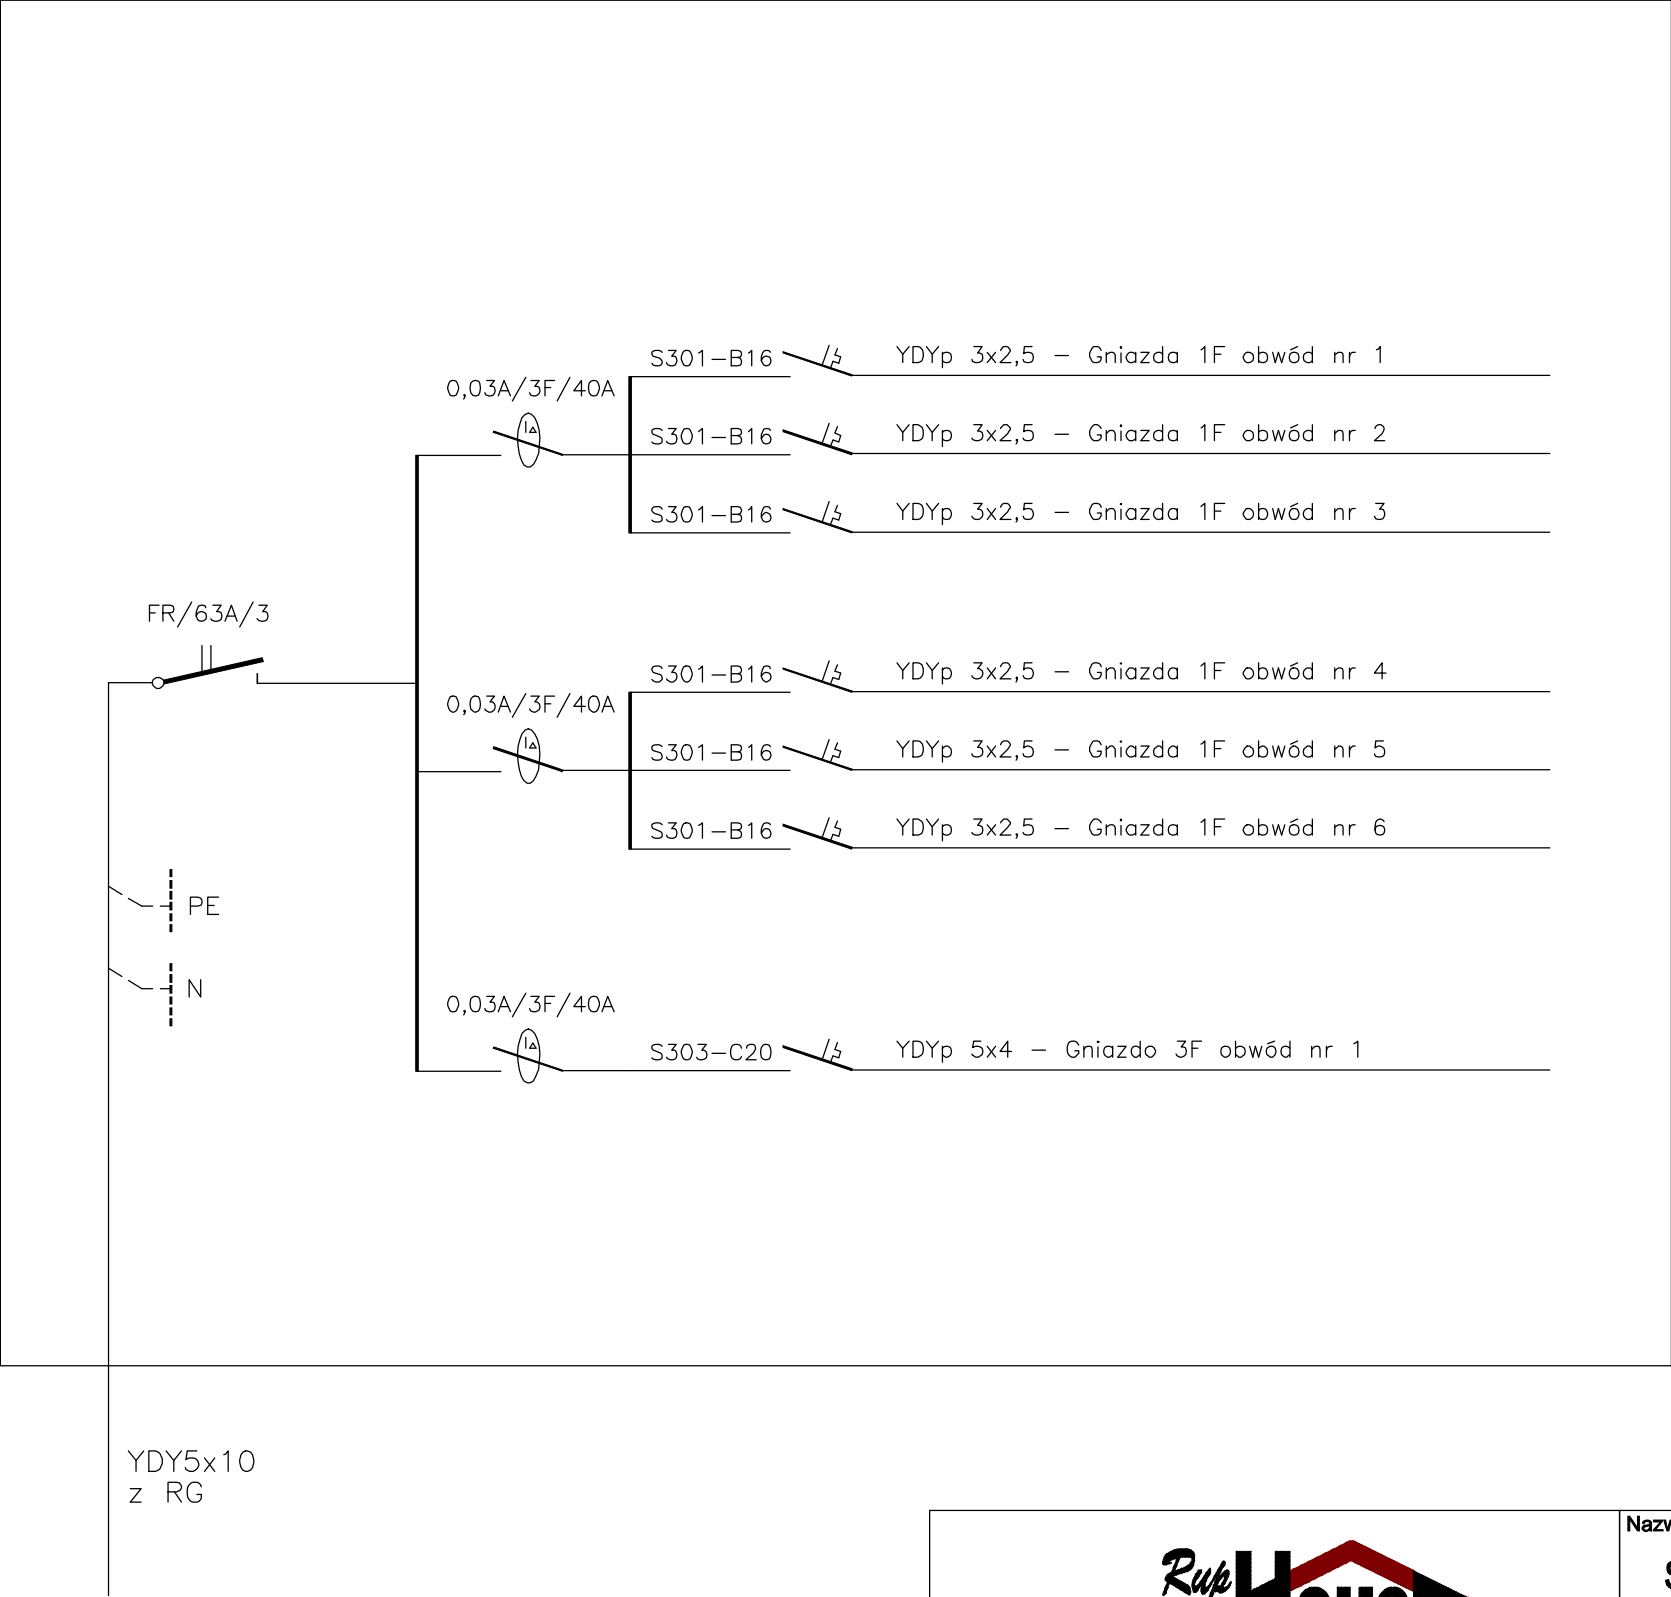 S301-B16 YDYp 3x2,5 - Gniazda 1F obwód nr 1
0,03A/3F/40A
S301-B16 YDYp 3x2,5 - Gniazda 1F obwód nr 2
S301-B16 YDYp 3x2,5 - Gniazda 1F obwód nr 3
FR/63A/3
S301-B16 YDYp 3x2,5 - Gniazda 1F obwód nr 4
0,03A/3F/40A
S301-B16 YDYp 3x2,5 - Gniazda 1F obwód nr 5
S301-B16 YDYp 3x2,5 - Gniazda 1F obwód nr 6
PE
N
0,03A/3F/40A
S303-C20 YDYp 5x4 - Gniazdo 3F obwód nr 1
YDY5x10
z RG
Rup